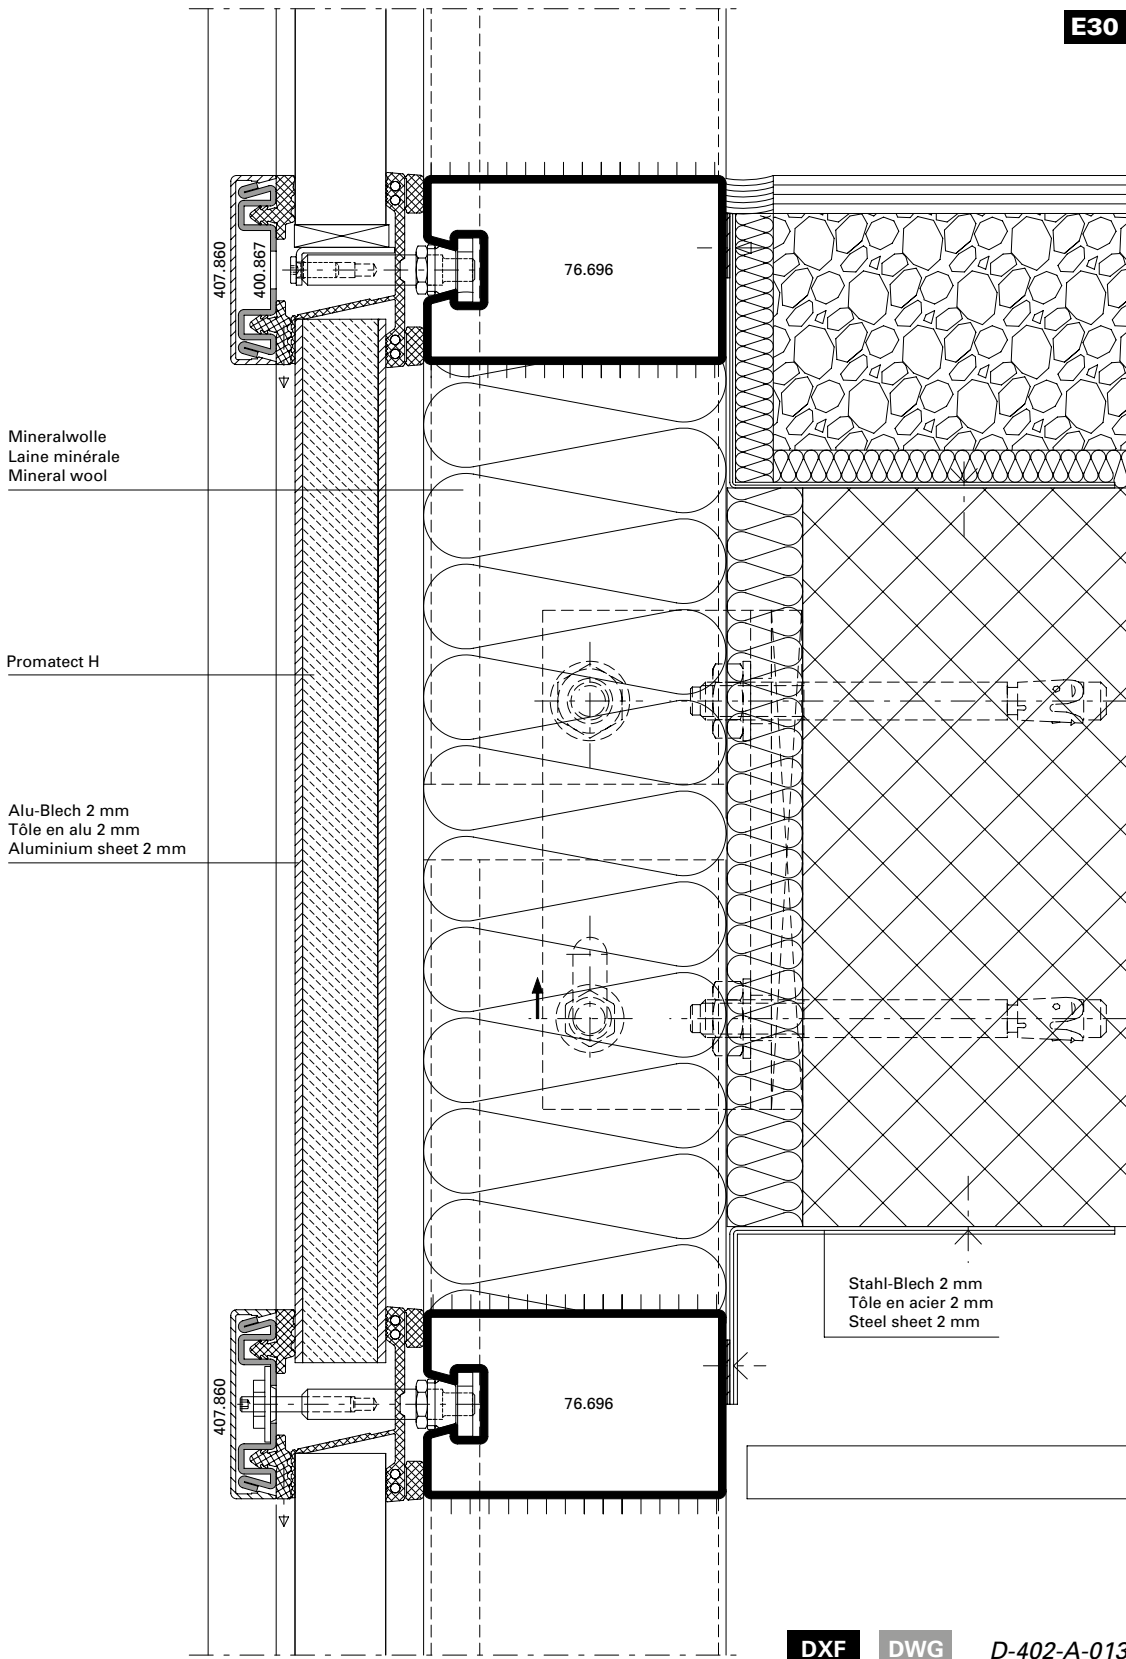 E30
407.860
400.867
76.696
Mineralwolle
Laine minérale
Mineral wool
Promatect H
Alu-Blech 2 mm
Tôle en alu 2 mm
Aluminium sheet 2 mm
Stahl-Blech 2 mm
Tôle en acier 2 mm
Steel sheet 2 mm
407.860
76.696
DXF DWG D-402-A-013